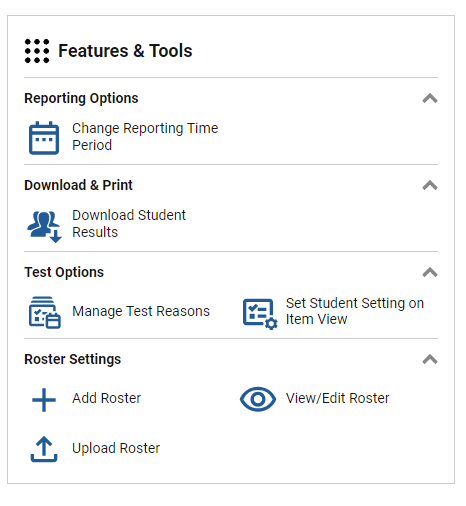 Features & Tools
Reporting Options
Change Reporting Time
Period
Download & Print
Download Student
Results
Test Options
Manage Test Reasons
Set Student Setting on
Item View
Roster Settings
Add Roster
View/Edit Roster
Upload Roster